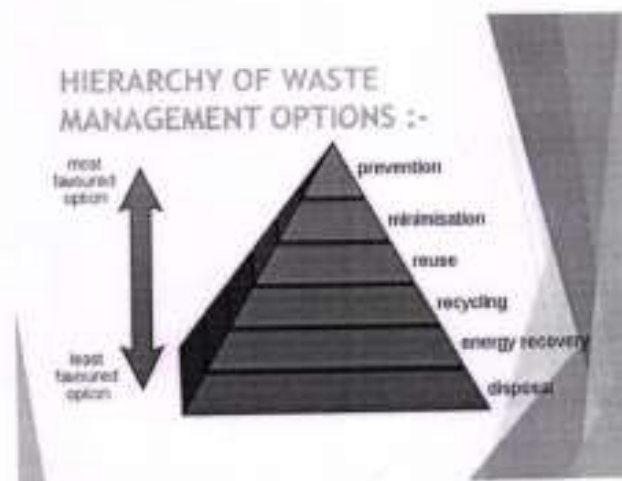 HIERARCHY OF WASTE
MANAGEMENT OPTIONS :-
most
favoured
option
prevention
minimisation
reuse
recycling
energy recovery
disposal
least
favoured
option